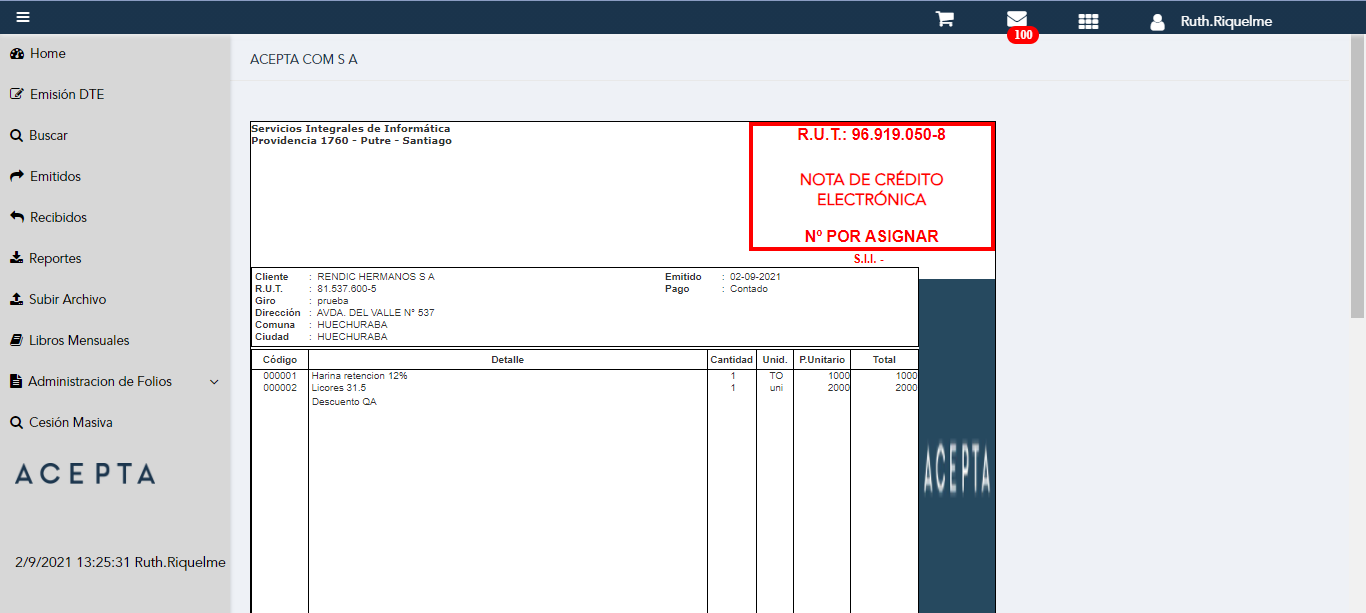 Ruth.Riquelme
100
Home
Emisión DTE
Buscar
Emitidos
Recibidos
Reportes
Subir Archivo
Libros Mensuales
Administracion de Folios
Cesión Masiva
ACEPTA
2/9/2021 13:25:31 Ruth.Riquelme
ACEPTA COM S A
Servicios Integrales de Informática
Providencia 1760 - Putre - Santiago
R.U.T.: 96.919.050-8
NOTA DE CRÉDITO
ELECTRÓNICA
Nº POR ASIGNAR
S.I.I. -
Cliente : RENDIC HERMANOS S A Emitido : 02-09-2021
R.U.T. : 81.537.600-5 Pago : Contado
Giro : prueba
Dirección : AVDA. DEL VALLE N° 537
Comuna : HUECHURABA
Ciudad : HUECHURABA
Código Detalle Cantidad Unid. P.Unitario Total
000001 Harina retencion 12% 1 TO 1000 1000
000002 Licores 31.5 1 uni 2000 2000
Descuento QA
ACEPTA